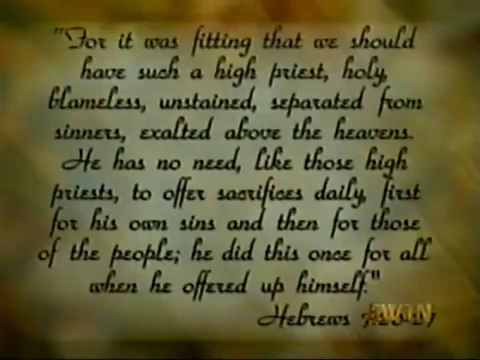 "For it was fitting that we should
have such a high priest, holy,
blameless, unstained, separated from
sinners, exalted above the heavens.
He has no need, like those high
priests, to offer sacrifices daily, first
for his own sins and then for those
of the people; he did this once for all
when he offered up himself."
Hebrews
EWTN